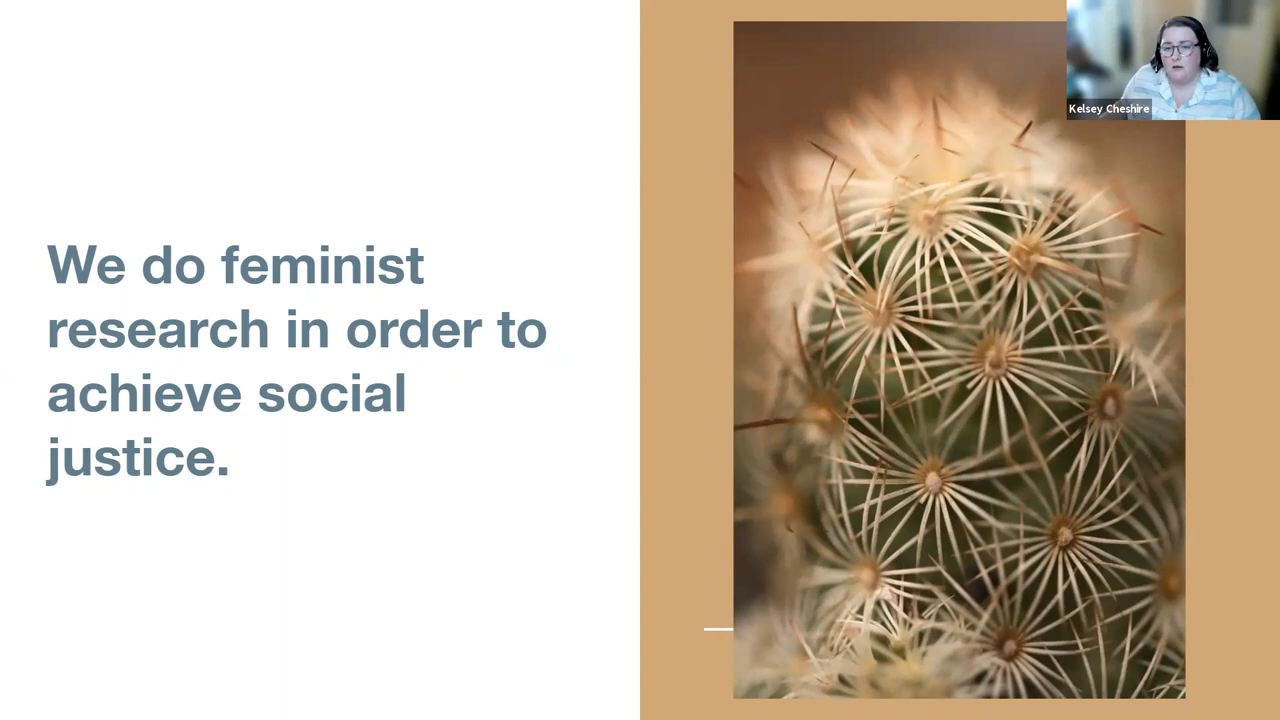 We do feminist
research in order to
achieve social
justice.
Kelsey Cheshire